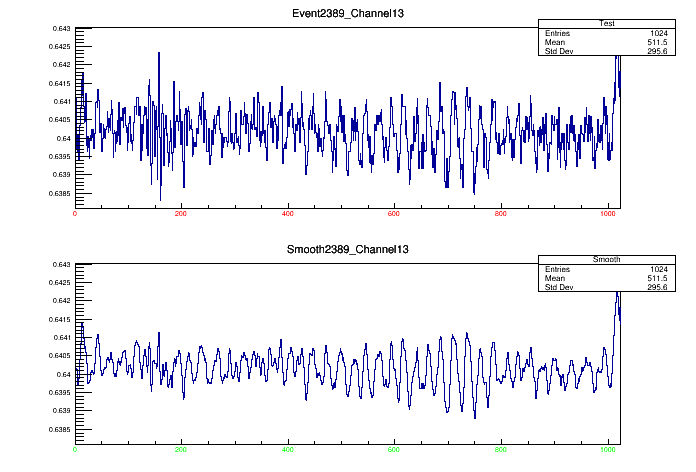 Event2389_Channel13
Test
Entries 1024
Mean 511.5
Std Dev 295.6
0.643
0.6425
0.642
0.6415
0.641
0.6405
0.64
0.6395
0.639
0.6385
0 200 400 600 800 1000
Smooth2389_Channel13
Smooth
Entries 1024
Mean 511.5
Std Dev 295.6
0.643
0.6425
0.642
0.6415
0.641
0.6405
0.64
0.6395
0.639
0.6385
0 200 400 600 800 1000